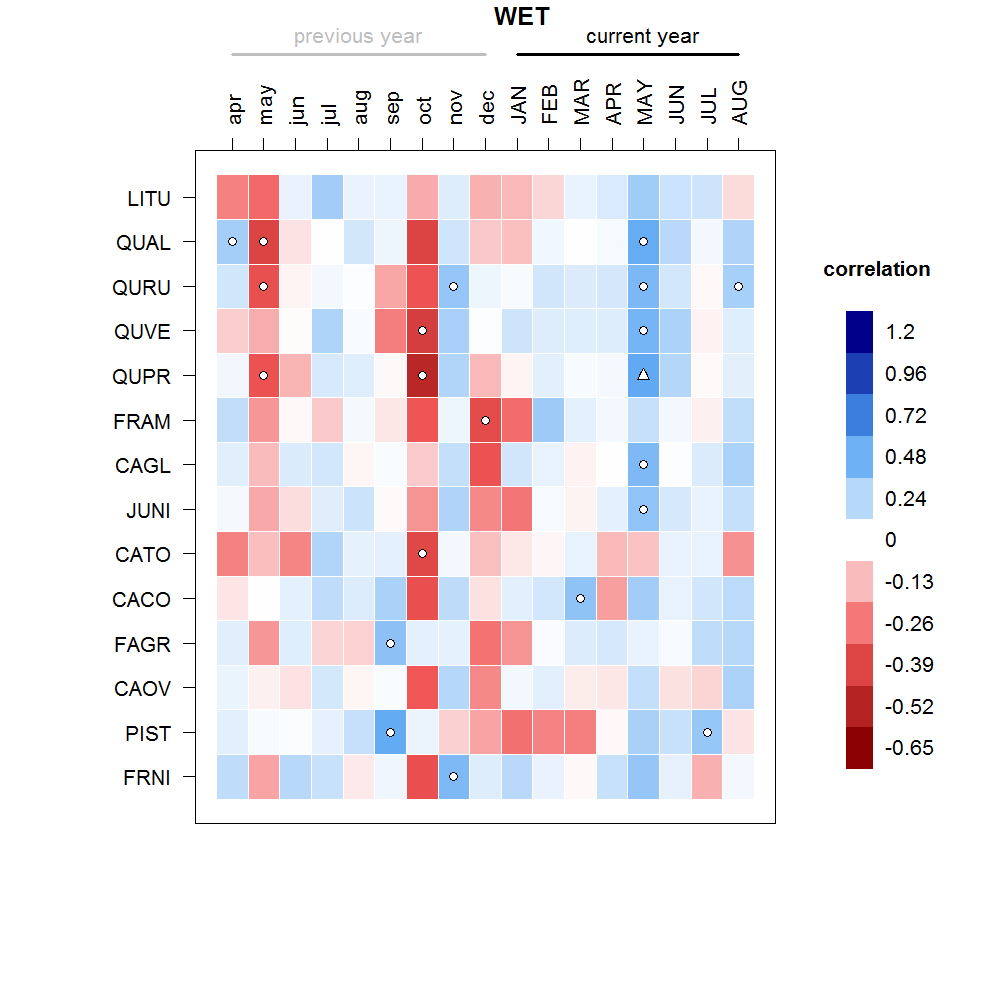 WET
previous year current year
apr may jun jul aug sep oct nov dec JAN FEB MAR APR MAY JUN JUL AUG
LITU
QUAL
QURU
QUVE
QUPR
FRAM
CAGL
JUNI
CATO
CACO
FAGR
CAOV
PIST
FRNI
correlation
1.2
0.96
0.72
0.48
0.24
0
-0.13
-0.26
-0.39
-0.52
-0.65